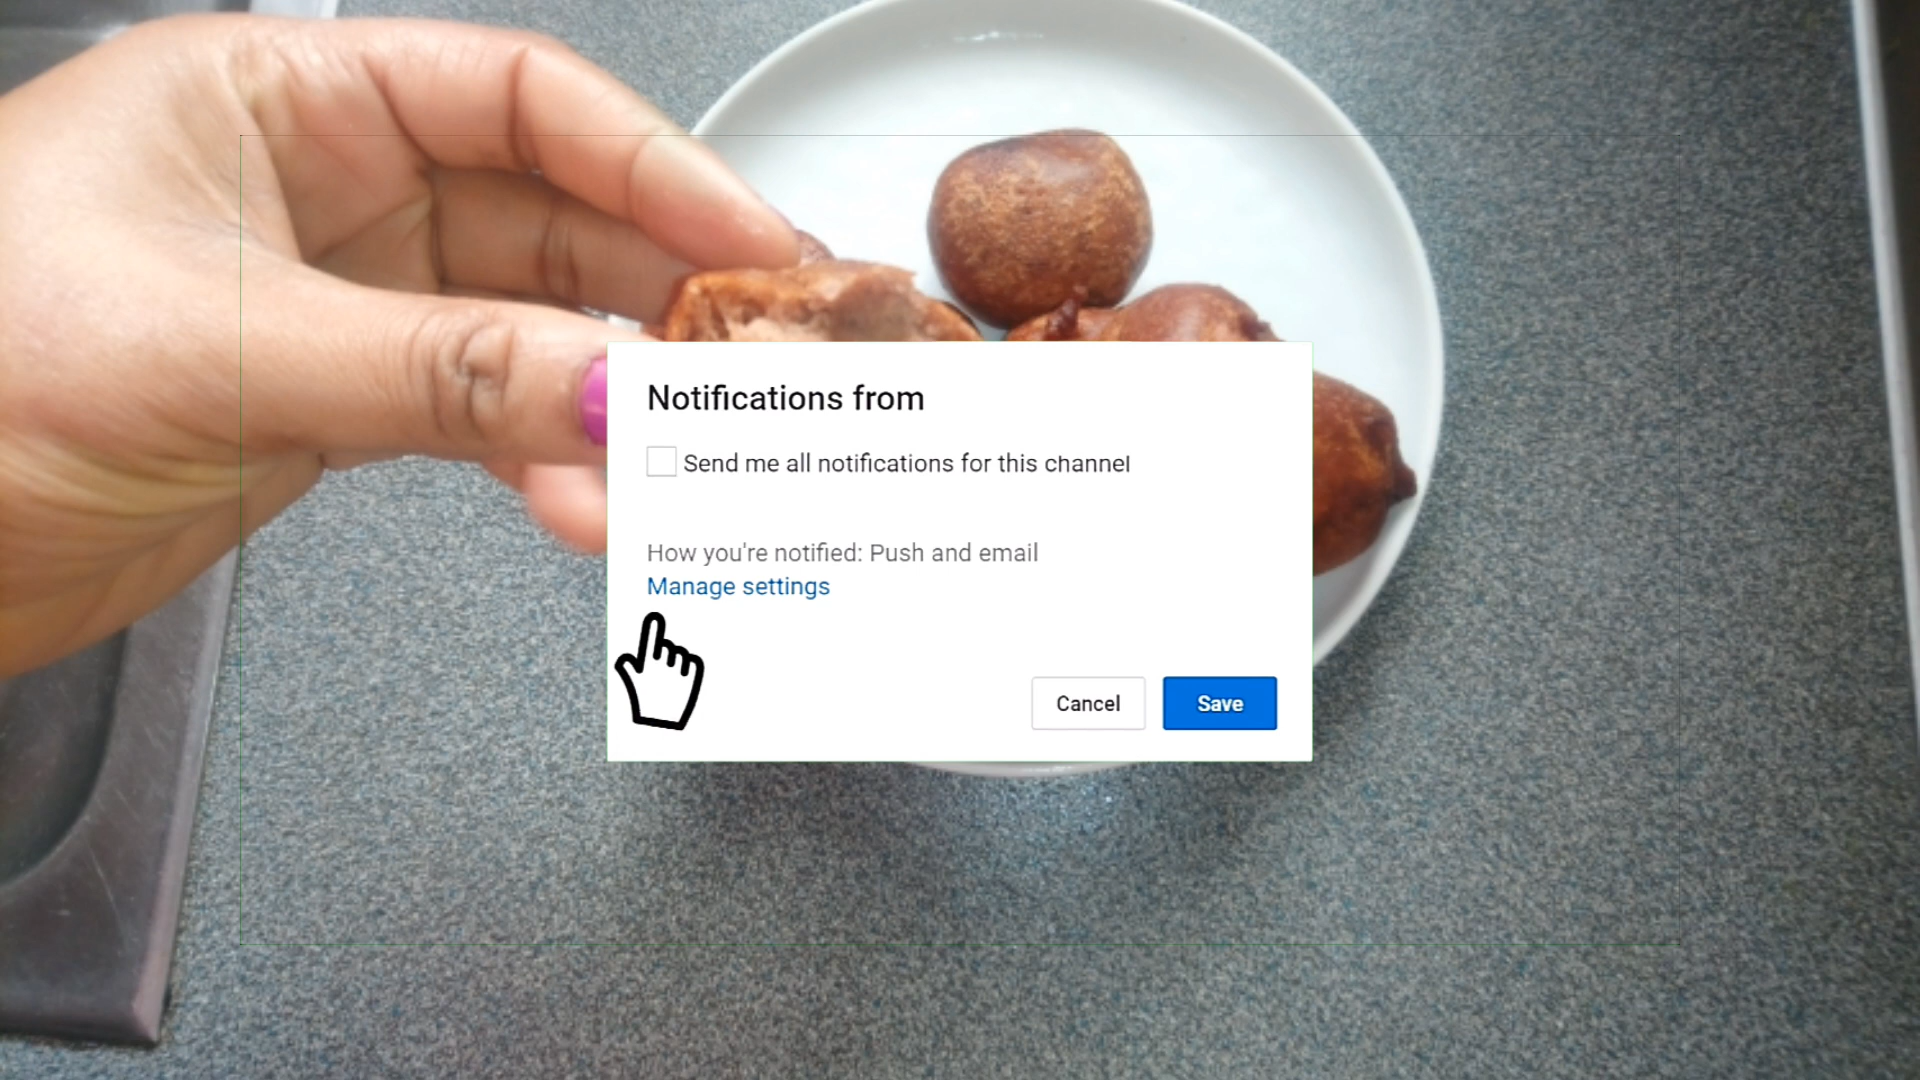 Notifications from
Send me all notifications for this channel
How you're notified: Push and email
Manage settings
Cancel
Save